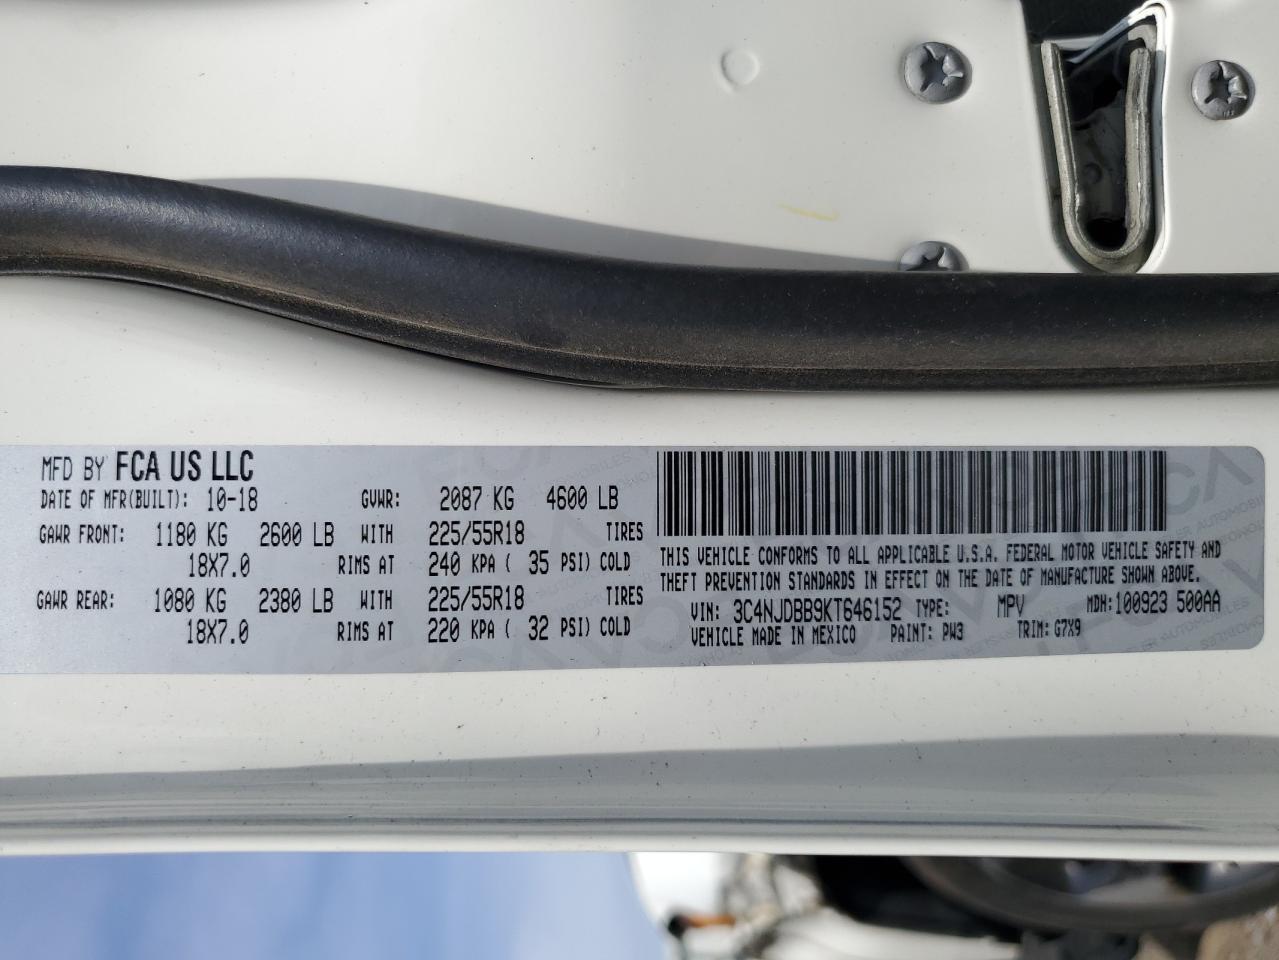 MFD BY FCA US LLC
DATE OF MFR(BUILT): 10-18 GVWR: 2087 KG 4600 LB
GAWR FRONT: 1180 KG 2600 LB WITH 225/55R18 TIRES
18X7.0 RIMS AT 240 KPA ( 35 PSI) COLD
GAWR REAR: 1080 KG 2380 LB WITH 225/55R18 TIRES
18X7.0 RIMS AT 220 KPA ( 32 PSI) COLD
THIS VEHICLE CONFORMS TO ALL APPLICABLE U.S.A. FEDERAL MOTOR VEHICLE SAFETY AND
THEFT PREVENTION STANDARDS IN EFFECT ON THE DATE OF MANUFACTURE SHOWN ABOVE.
VIN: 3C4NJDBB9KT646152 TYPE: MPV MDH:100923 500AA
VEHICLE MADE IN MEXICO PAINT: PW3 TRIM: G7X9